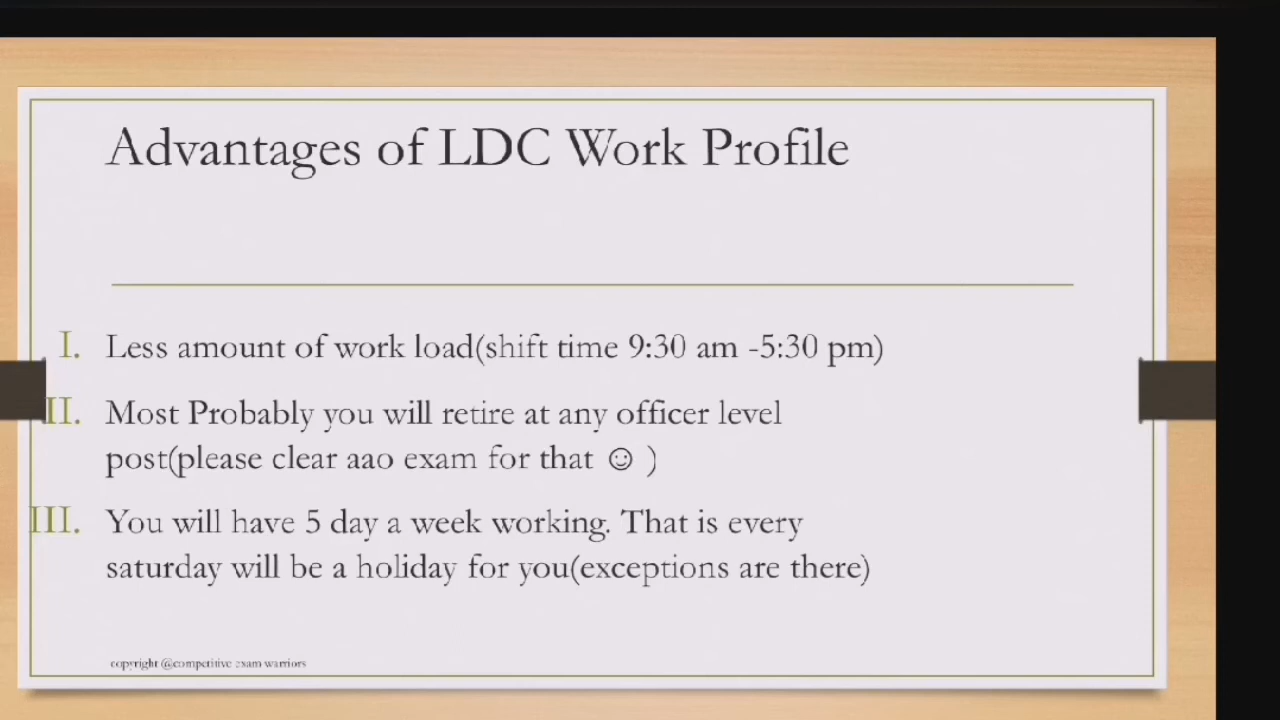 Advantages of LDC Work Profile
I. Less amount of work load(shift time 9:30 am -5:30 pm)
II. Most Probably you will retire at any officer level
post(please clear aao exam for that ☺ )
III. You will have 5 day a week working. That is every
saturday will be a holiday for you(exceptions are there)
copyright @competitive exam warriors